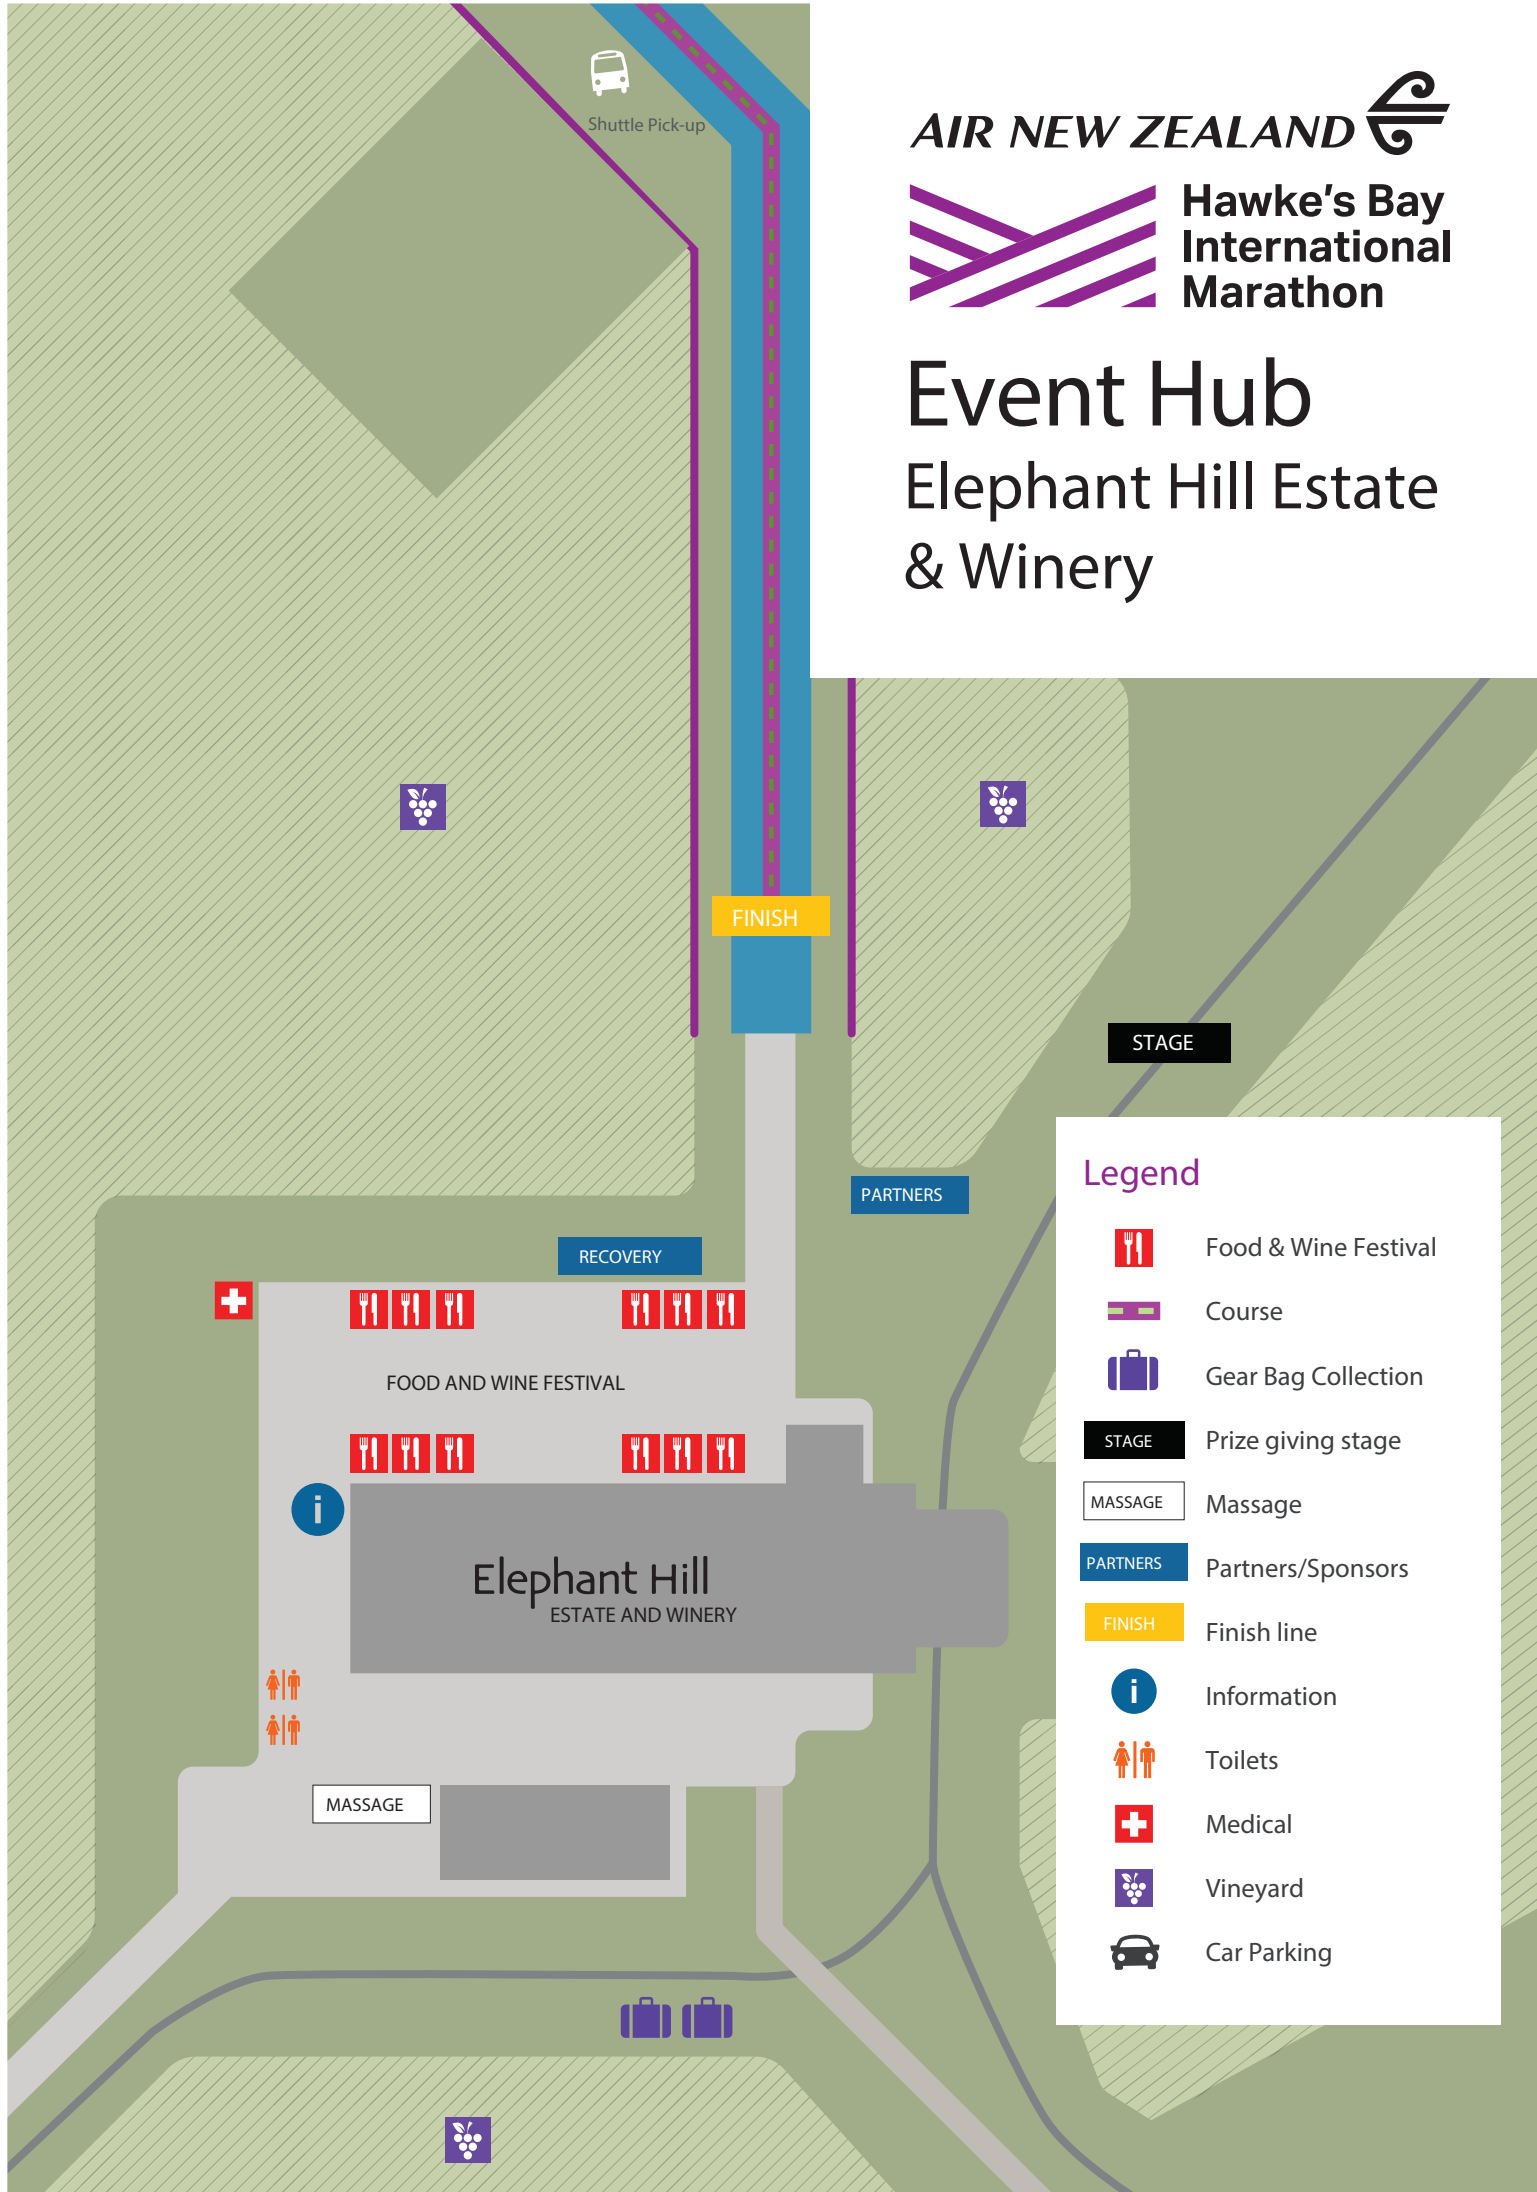 Shuttle Pick-up
AIR NEW ZEALAND
Hawke's Bay
International
Marathon
Event Hub
Elephant Hill Estate
& Winery
FINISH
STAGE
PARTNERS
RECOVERY
FOOD AND WINE FESTIVAL
i
Elephant Hill
ESTATE AND WINERY
MASSAGE
Legend
Food & Wine Festival
Course
Gear Bag Collection
STAGE Prize giving stage
MASSAGE Massage
PARTNERS Partners/Sponsors
FINISH Finish line
i Information
Toilets
Medical
Vineyard
Car Parking